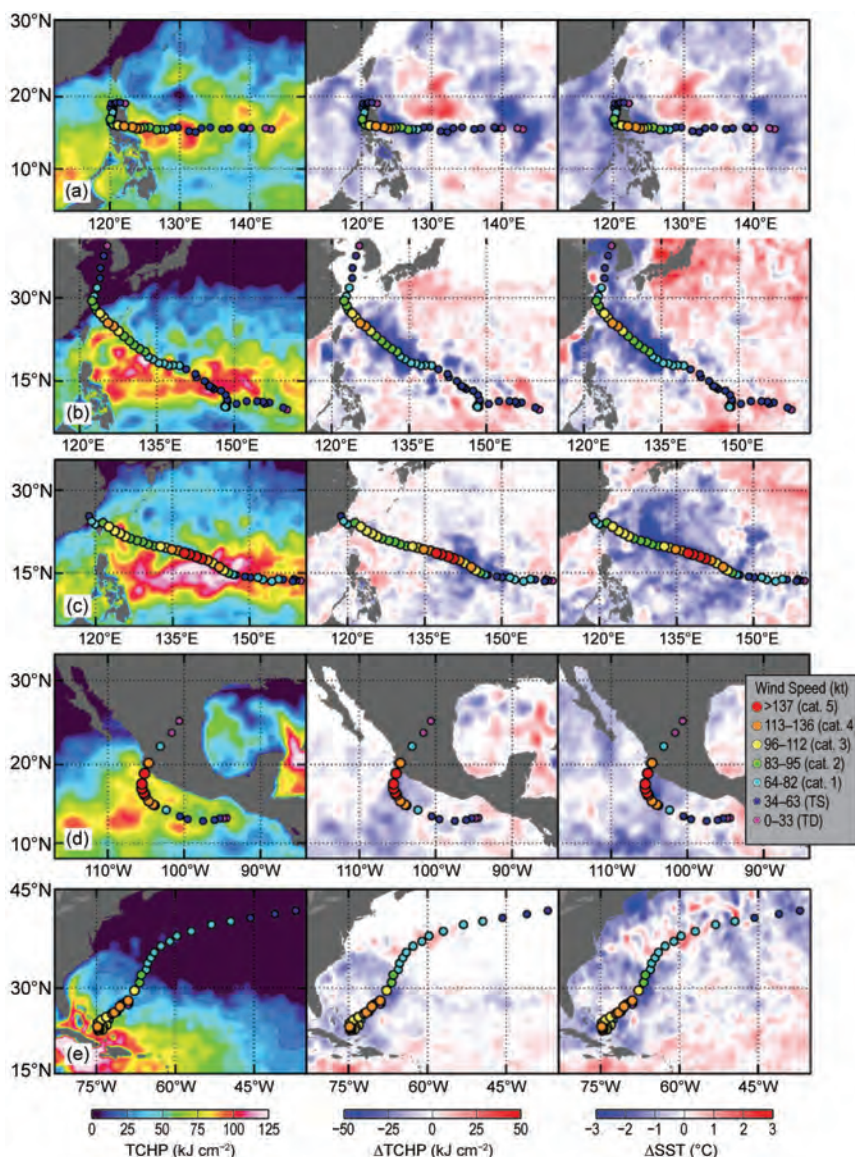 30°N
20°N
10°N
(a)
120°E 130°E 140°E 120°E 130°E 140°E 120°E 130°E 140°E
30°N
15°N
(b)
120°E 135°E 150°E 120°E 135°E 150°E 120°E 135°E 150°E
30°N
15°N
(c)
120°E 135°E 150°E 120°E 135°E 150°E 120°E 135°E 150°E
30°N
20°N
10°N
(d)
110°W 100°W 90°W 110°W 100°W 90°W 110°W 100°W 90°W
Wind Speed (kt)
>137 (cat. 5)
113–136 (cat. 4
96–112 (cat. 3)
83–95 (cat. 2)
64-82 (cat. 1)
34–63 (TS)
0–33 (TD)
45°N
30°N
15°N
(e)
75°W 60°W 45°W 75°W 60°W 45°W 75°W 60°W 45°W
0 25 50 75 100 125
TCHP (kJ cm⁻²)
−50 0 50
ΔTCHP (kJ cm⁻²)
−3 −2 −1 0 1 2 3
ΔSST (°C)